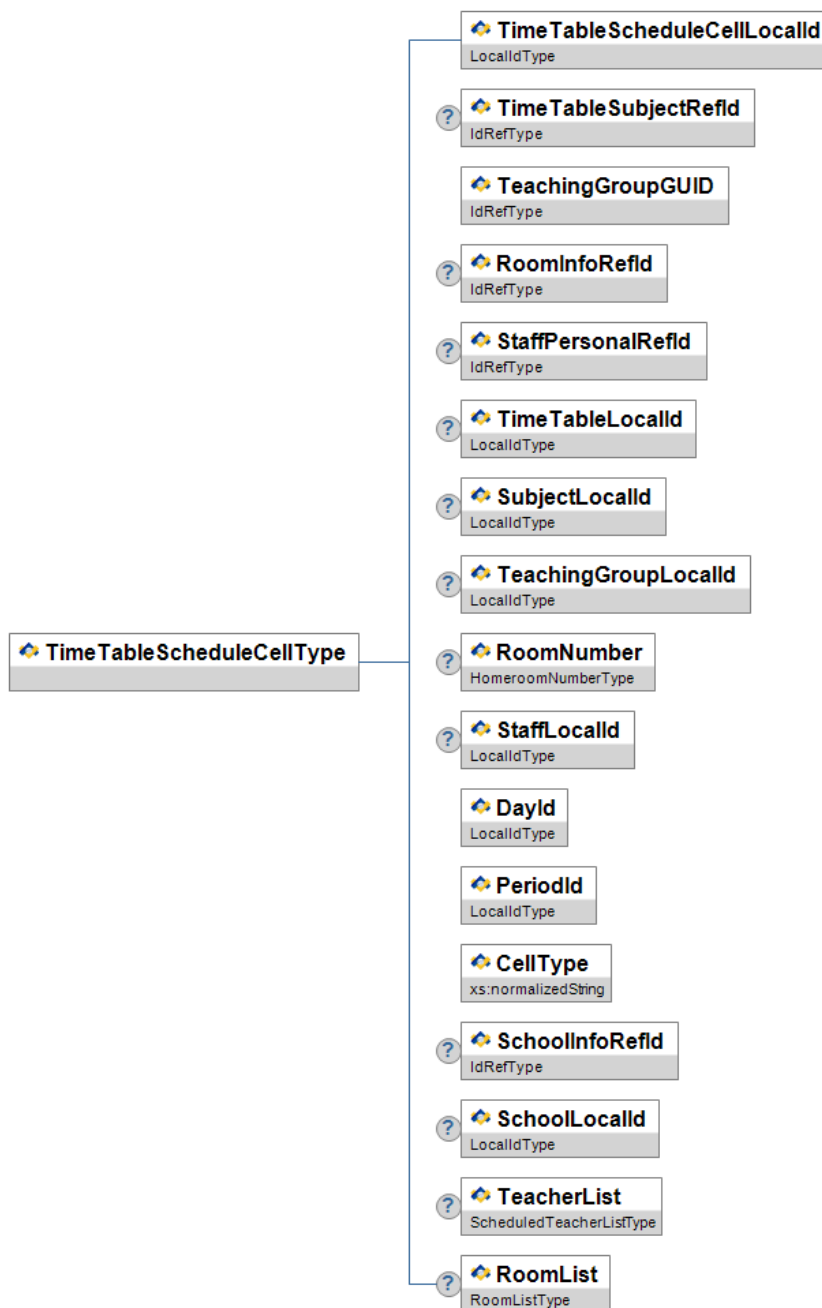 TimeTableScheduleCellLocalId
LocalIdType
?
TimeTableSubjectRefId
IdRefType
TeachingGroupGUID
IdRefType
?
RoomInfoRefId
IdRefType
?
StaffPersonalRefId
IdRefType
?
TimeTableLocalId
LocalIdType
?
SubjectLocalId
LocalIdType
?
TeachingGroupLocalId
LocalIdType
TimeTableScheduleCellType
?
RoomNumber
HomeroomNumberType
?
StaffLocalId
LocalIdType
DayId
LocalIdType
PeriodId
LocalIdType
CellType
xs:normalizedString
?
SchoolInfoRefId
IdRefType
?
SchoolLocalId
LocalIdType
?
TeacherList
ScheduledTeacherListType
?
RoomList
RoomListType